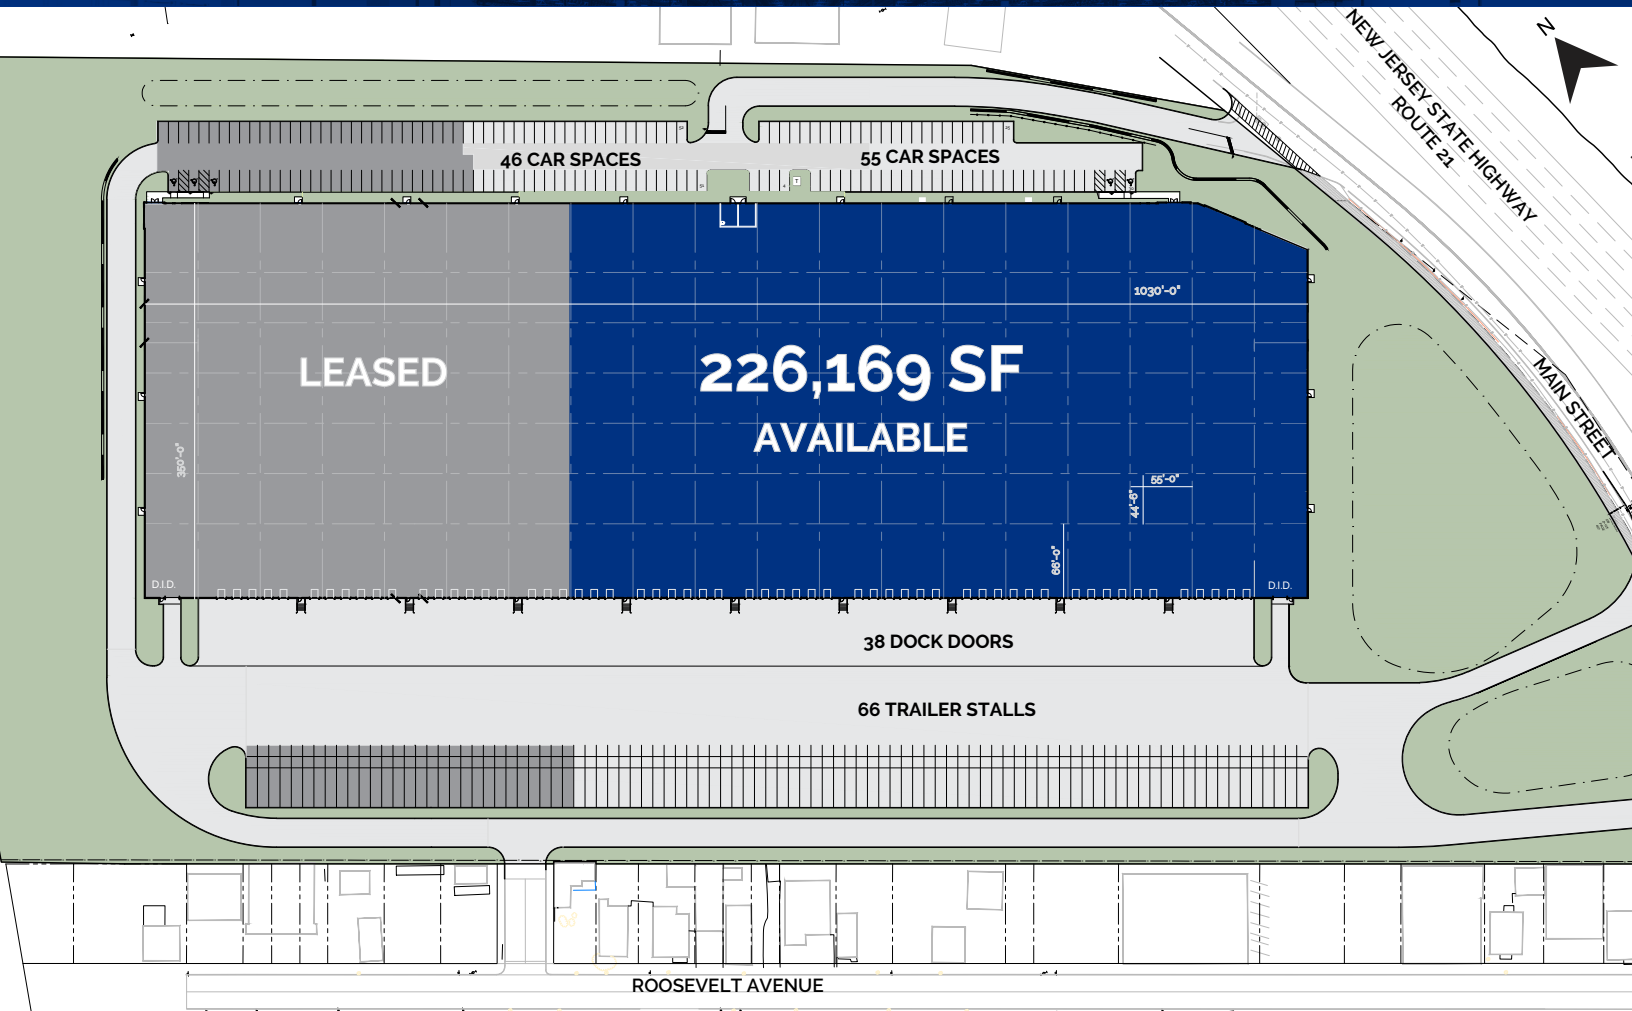 N
NEW JERSEY STATE HIGHWAY
ROUTE 21
46 CAR SPACES
55 CAR SPACES
1030'-0"
LEASED
226,169 SF
AVAILABLE
MAIN STREET
350'-0"
55'-0"
44'-6"
66'-0"
D.I.D.
D.I.D.
38 DOCK DOORS
66 TRAILER STALLS
ROOSEVELT AVENUE